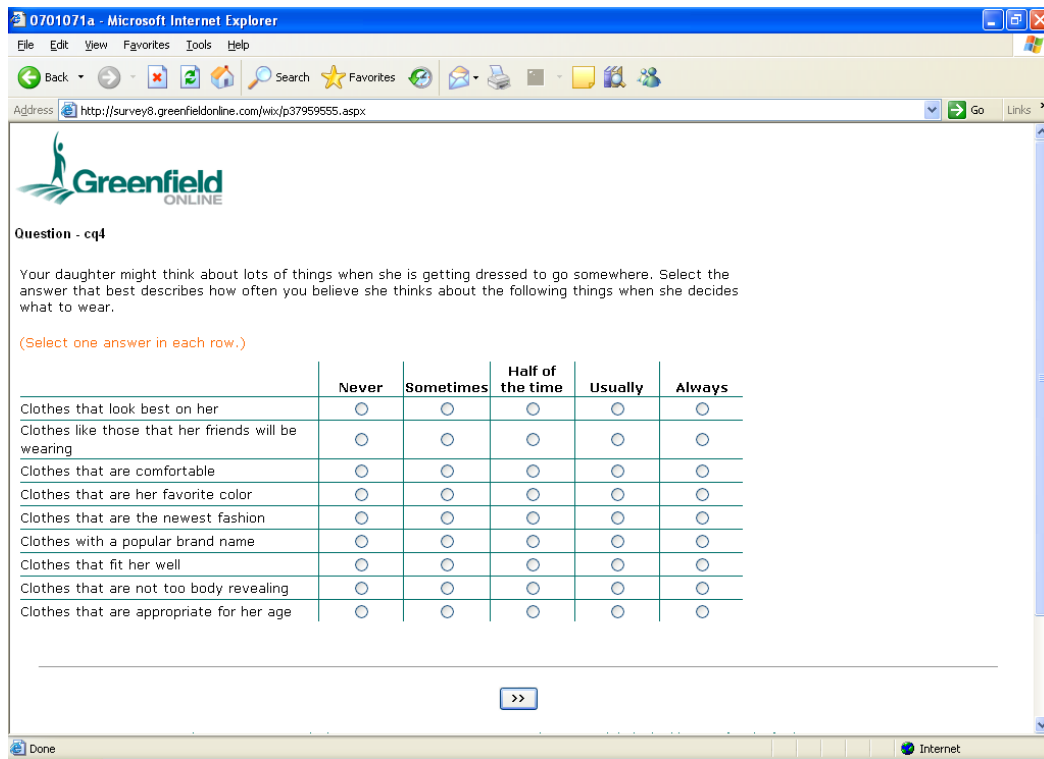 0701071a - Microsoft Internet Explorer
File Edit View Favorites Tools Help
Back Search Favorites
Address http://survey8.greenfieldonline.com/wix/p37959555.aspx Go Links
Greenfield
ONLINE
Question - cq4
Your daughter might think about lots of things when she is getting dressed to go somewhere. Select the
answer that best describes how often you believe she thinks about the following things when she decides
what to wear.
(Select one answer in each row.)
Half of
Never Sometimes the time Usually Always
Clothes that look best on her
Clothes like those that her friends will be
wearing
Clothes that are comfortable
Clothes that are her favorite color
Clothes that are the newest fashion
Clothes with a popular brand name
Clothes that fit her well
Clothes that are not too body revealing
Clothes that are appropriate for her age
>>
Done Internet